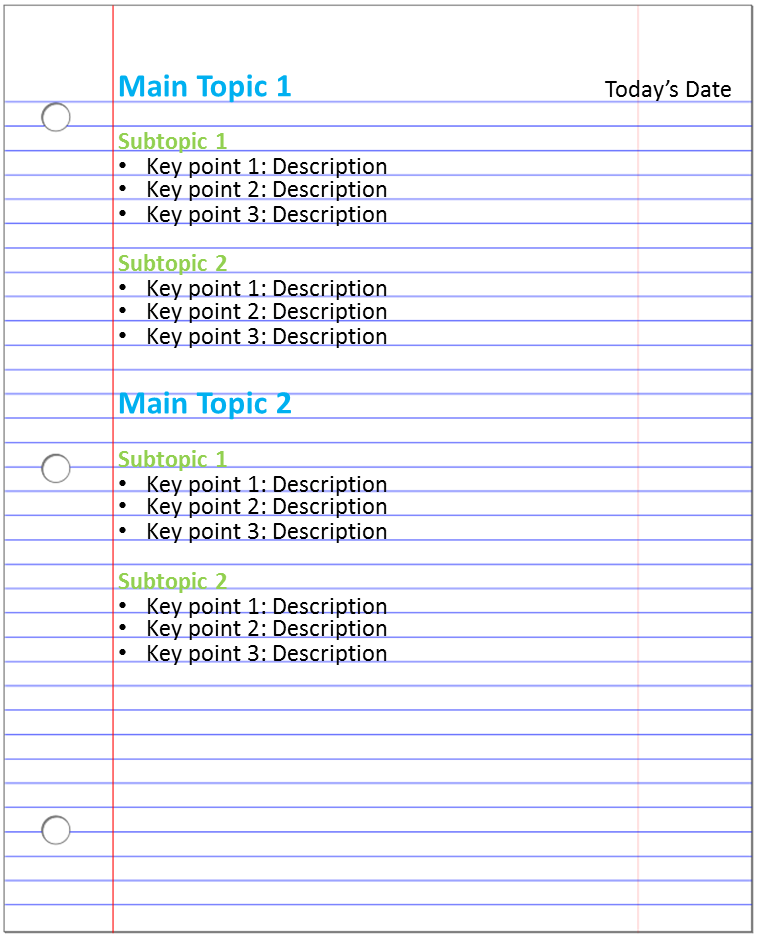 Main Topic 1
Today's Date
Subtopic 1
• Key point 1: Description
• Key point 2: Description
• Key point 3: Description
Subtopic 2
• Key point 1: Description
• Key point 2: Description
• Key point 3: Description
Main Topic 2
Subtopic 1
• Key point 1: Description
• Key point 2: Description
• Key point 3: Description
Subtopic 2
• Key point 1: Description
• Key point 2: Description
• Key point 3: Description